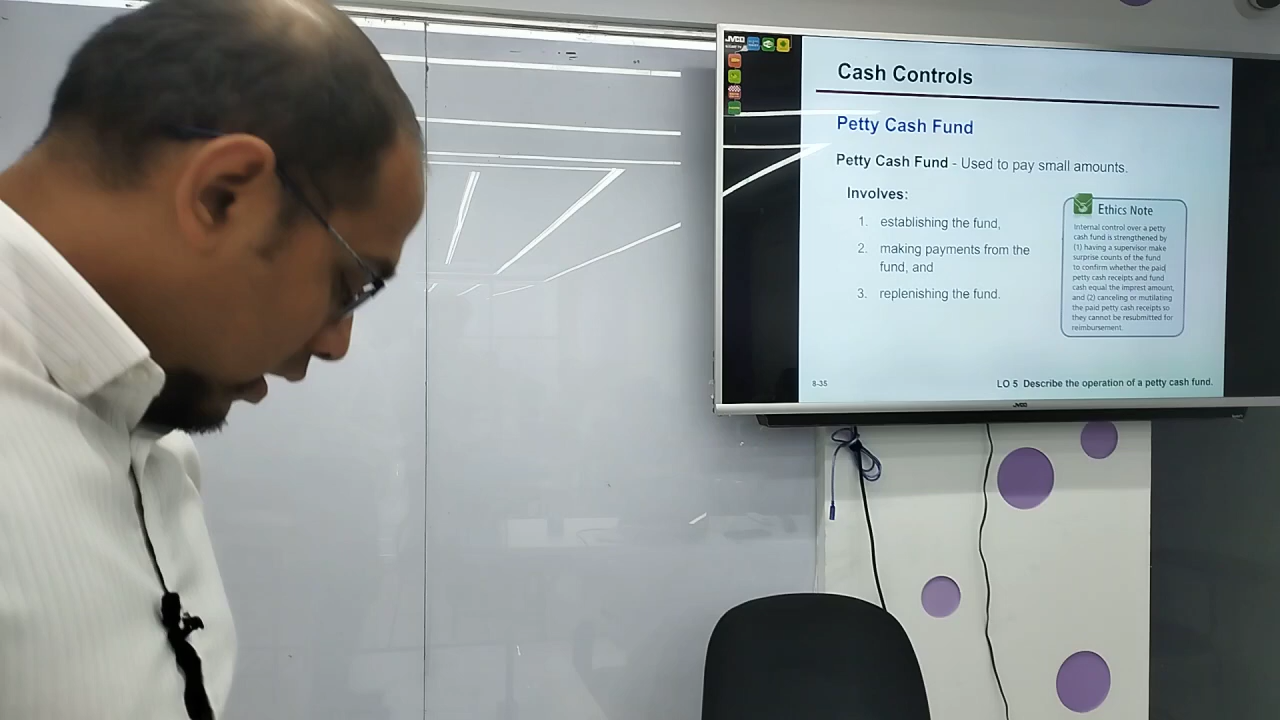 JVCO
Cash Controls
Petty Cash Fund
Petty Cash Fund - Used to pay small amounts.
Involves:
1. establishing the fund,
2. making payments from the
fund, and
3. replenishing the fund.
Ethics Note
Internal control over a petty
cash fund is strengthened by
(1) having a supervisor make
surprise counts of the fund
to confirm whether the paid
petty cash receipts and fund
cash equal the imprest amount,
and (2) canceling or mutilating
the paid petty cash receipts so
they cannot be resubmitted for
reimbursement.
8-35
LO 5 Describe the operation of a petty cash fund.
JVCO